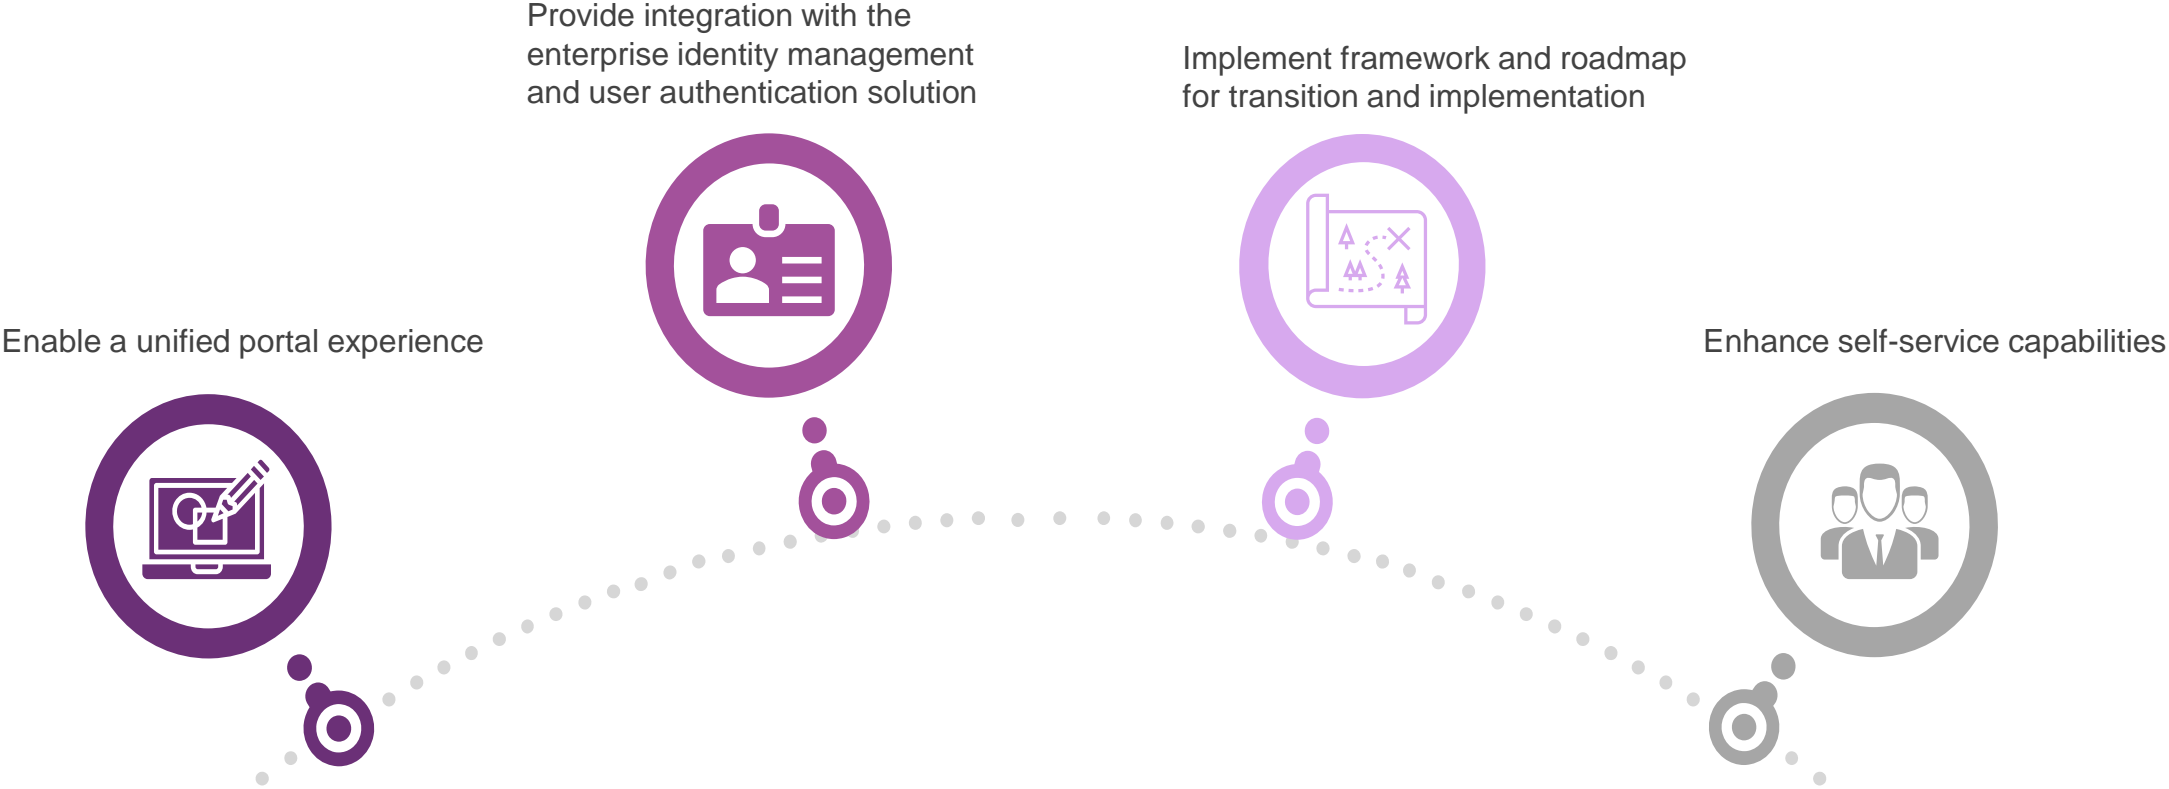 Enable a unified portal experience
Provide integration with the
enterprise identity management
and user authentication solution
Implement framework and roadmap
for transition and implementation
Enhance self-service capabilities